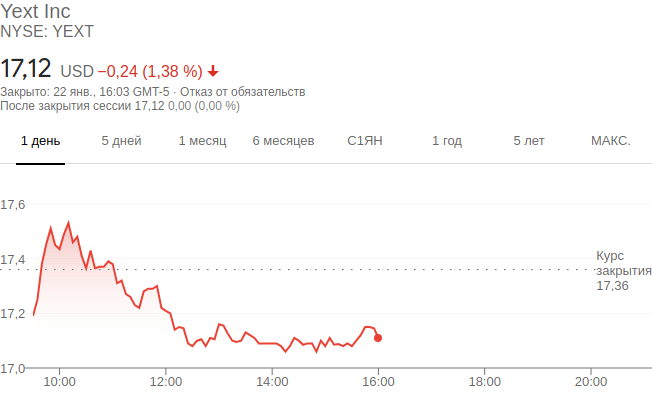 Yext Inc
NYSE: YEXT
17,12 USD −0,24 (1,38 %)
Закрыто: 22 янв., 16:03 GMT-5 · Отказ от обязательств
После закрытия сессии 17,12 0,00 (0,00 %)
1 день 5 дней 1 месяц 6 месяцев С1ЯН 1 год 5 лет МАКС.
17,6
17,4
Курс
закрытия
17,36
17,2
17,0
10:00 12:00 14:00 16:00 18:00 20:00